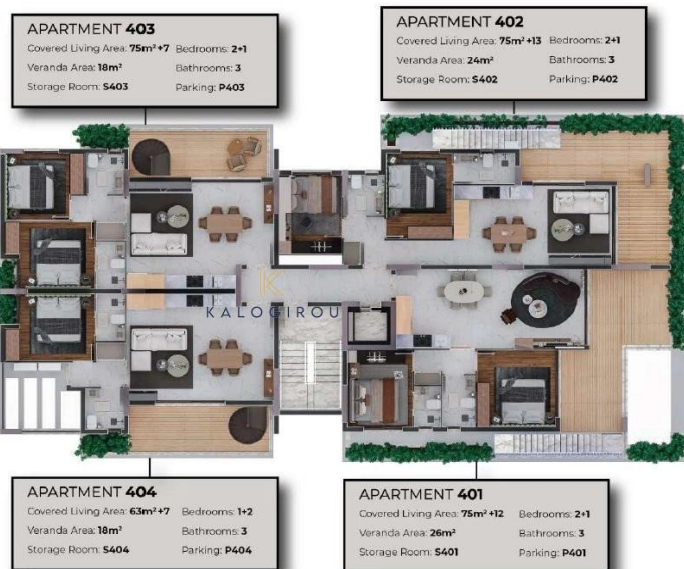 APARTMENT 403
Covered Living Area: 75m²+7 Bedrooms: 2+1
Veranda Area: 18m² Bathrooms: 3
Storage Room: S403 Parking: P403
APARTMENT 402
Covered Living Area: 75m²+13 Bedrooms: 2+1
Veranda Area: 24m² Bathrooms: 3
Storage Room: S402 Parking: P402
K
KALOGIROU
APARTMENT 404
Covered Living Area: 63m²+7 Bedrooms: 1+2
Veranda Area: 18m² Bathrooms: 3
Storage Room: S404 Parking: P404
APARTMENT 401
Covered Living Area: 75m²+12 Bedrooms: 2+1
Veranda Area: 26m² Bathrooms: 3
Storage Room: S401 Parking: P401